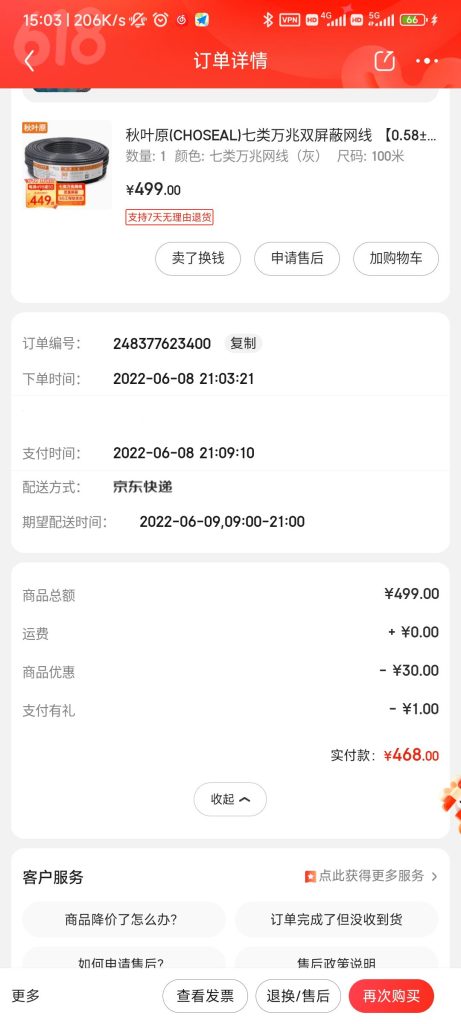 15:03 | 206K/s
VPN HD 4G HD 5G 66
618
订单详情
秋叶原
449
秋叶原(CHOSEAL)七类万兆双屏蔽网线 【0.58±...
数量: 1 颜色: 七类万兆网线（灰） 尺码: 100米
¥499.00
支持7天无理由退货
卖了换钱
申请售后
加购物车
订单编号: 248377623400 复制
下单时间: 2022-06-08 21:03:21
支付时间: 2022-06-08 21:09:10
配送方式: 京东快递
期望配送时间: 2022-06-09,09:00-21:00
商品总额 ¥499.00
运费 + ¥0.00
商品优惠 - ¥30.00
支付有礼 - ¥1.00
实付款: ¥468.00
收起
客户服务 点此获得更多服务
商品降价了怎么办?
订单完成了但没收到货
如何申请售后?
售后政策说明
更多
查看发票
退换/售后
再次购买